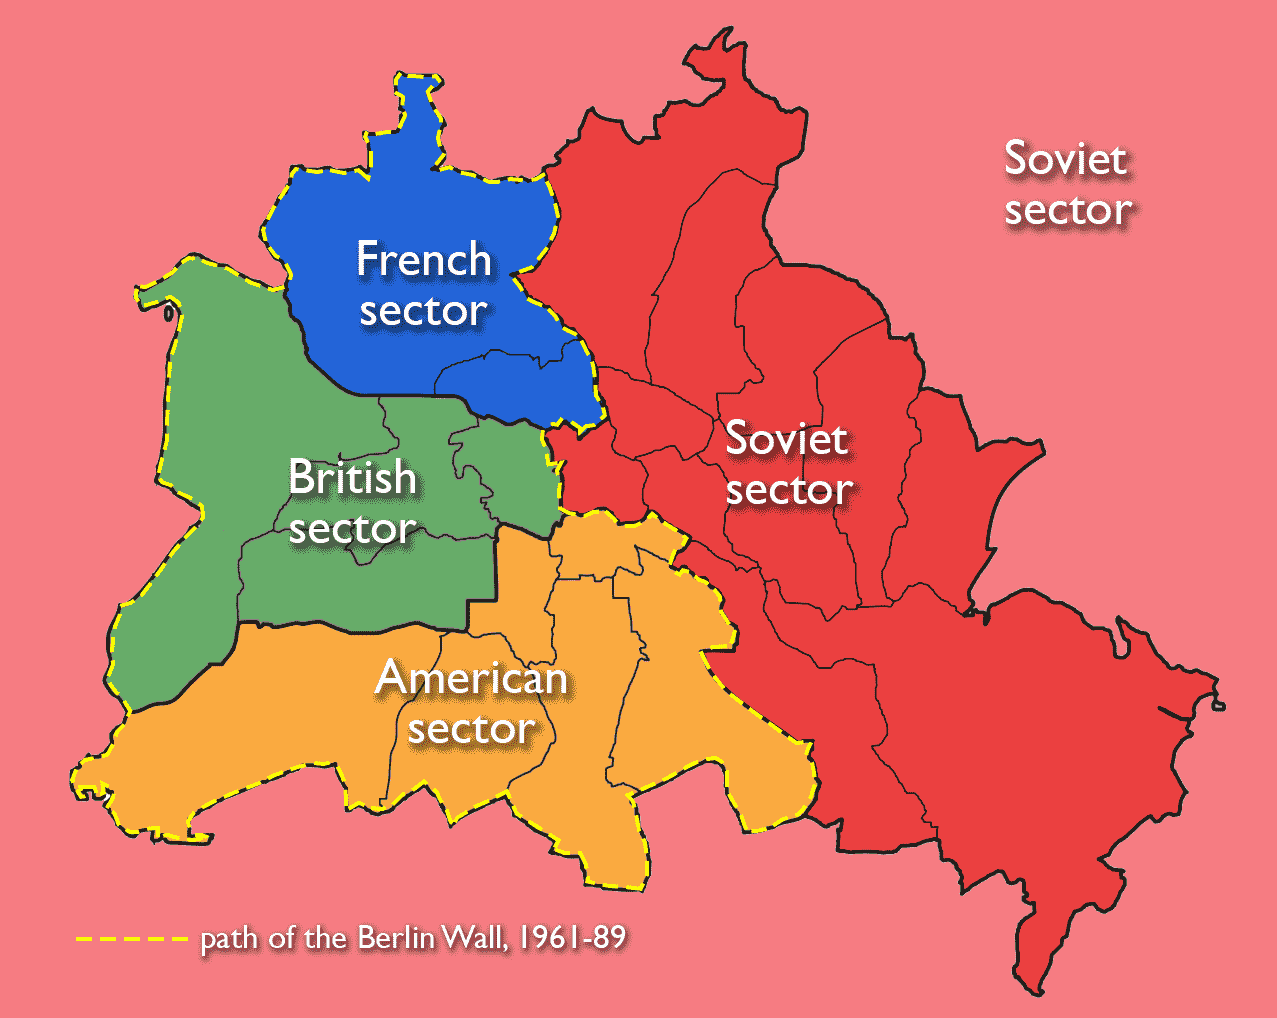 Soviet
sector
French
sector
Soviet
sector
British
sector
American
sector
path of the Berlin Wall, 1961-89